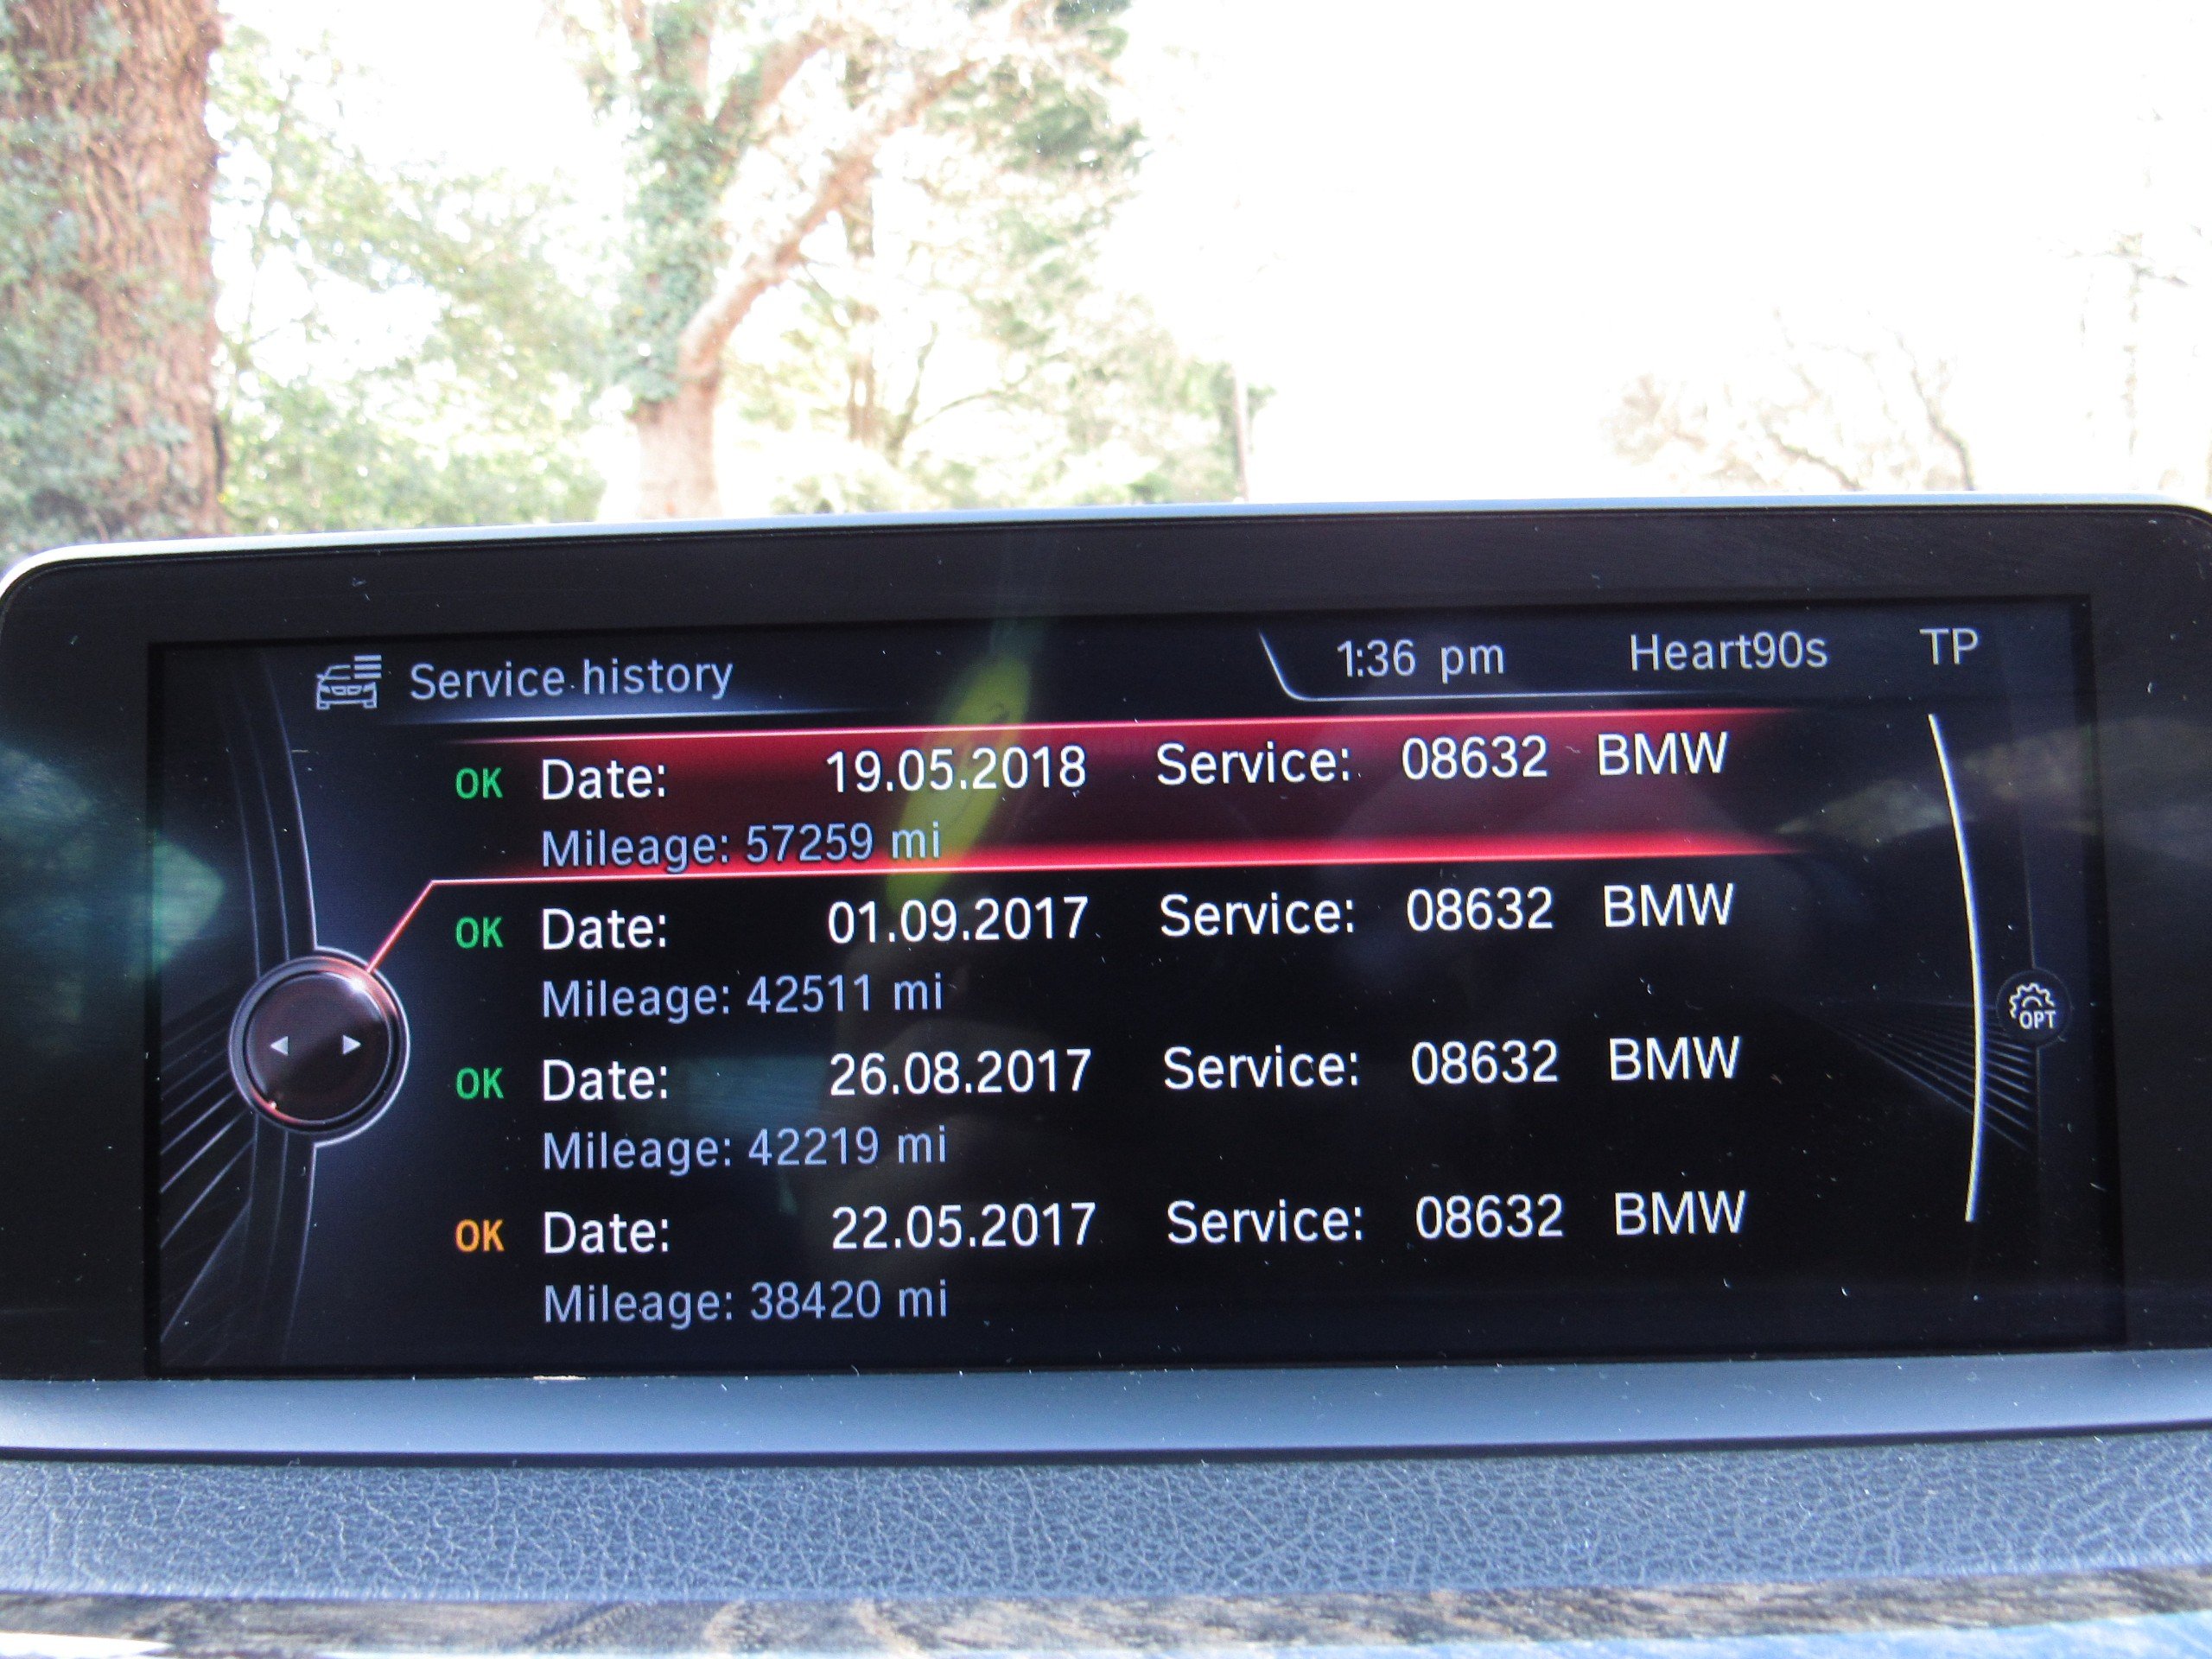 Service history 1:36 pm Heart90s TP
OK Date: 19.05.2018 Service: 08632 BMW
Mileage: 57259 mi
OK Date: 01.09.2017 Service: 08632 BMW
Mileage: 42511 mi
OPT
OK Date: 26.08.2017 Service: 08632 BMW
Mileage: 42219 mi
OK Date: 22.05.2017 Service: 08632 BMW
Mileage: 38420 mi